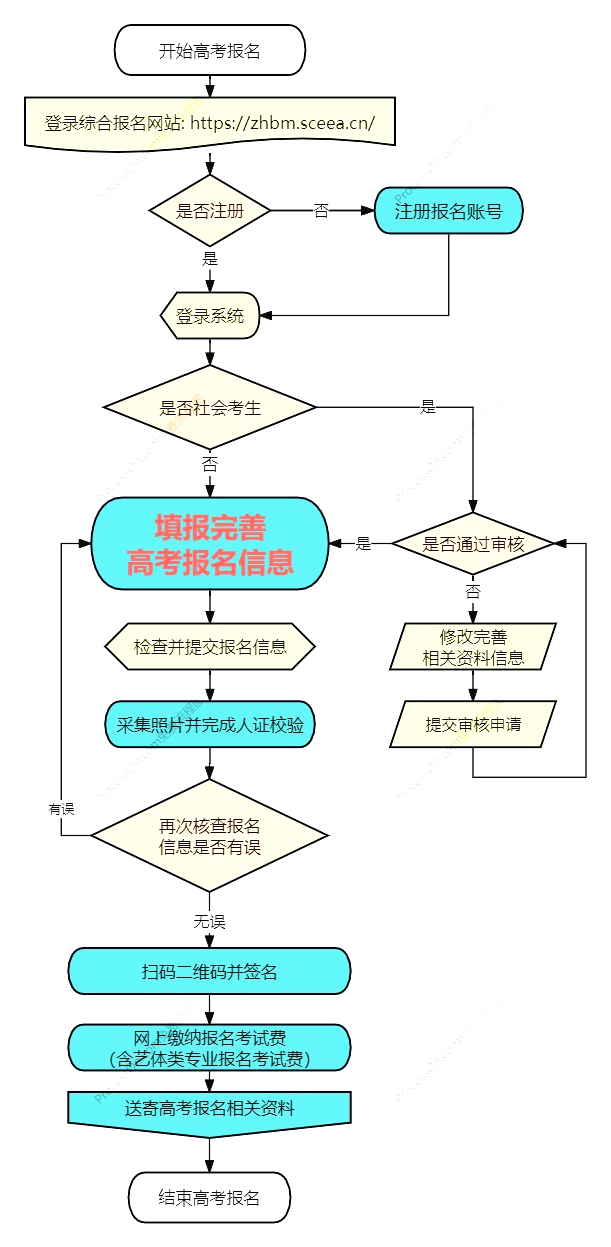 开始高考报名
登录综合报名网站: https://zhbm.sceea.cn/
是否注册
否
注册报名账号
是
登录系统
是否社会考生
是
否
填报完善
高考报名信息
是
是否通过审核
否
检查并提交报名信息
修改完善
相关资料信息
采集照片并完成人证校验
提交审核申请
有误
再次核查报名
信息是否有误
无误
扫码二维码并签名
网上缴纳报名考试费
（含艺体类专业报名考试费）
送寄高考报名相关资料
结束高考报名